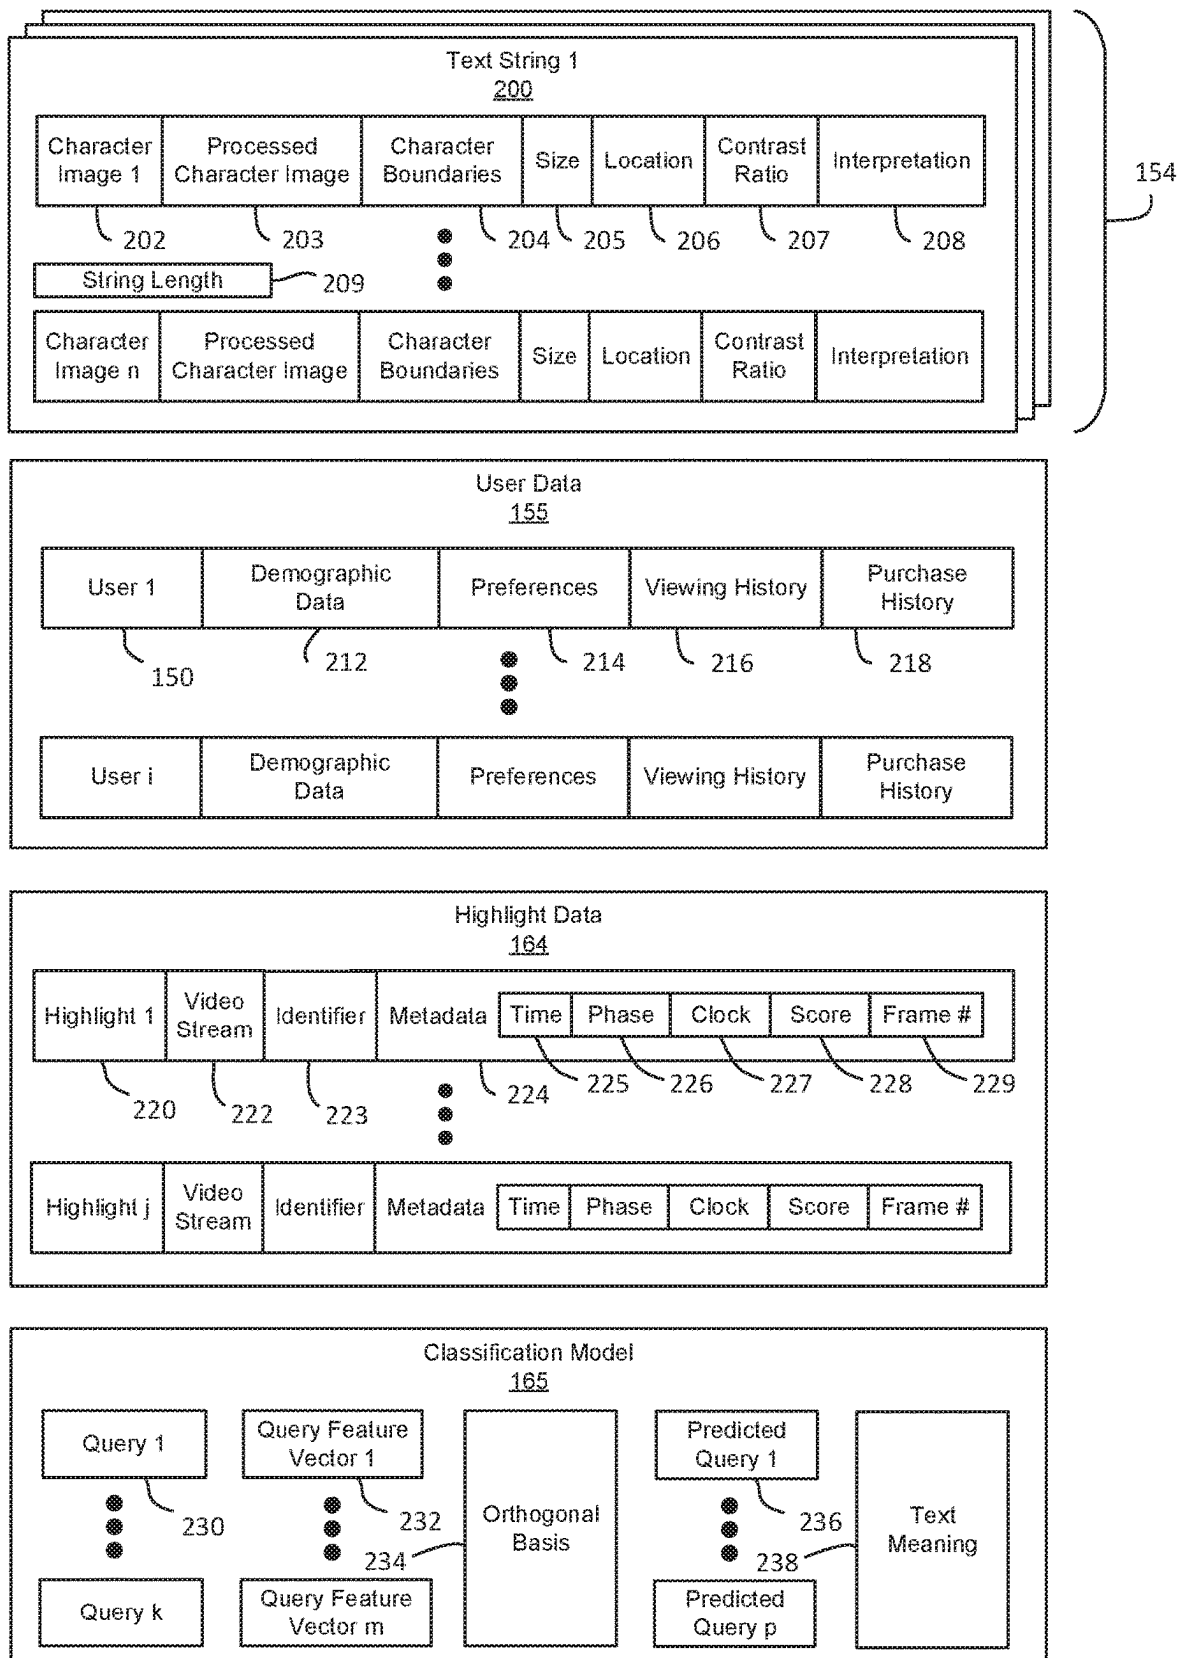 Text String 1
200
Character Image 1
Processed Character Image
Character Boundaries
Size
Location
Contrast Ratio
Interpretation
154
202
203
204
205
206
207
208
String Length
209
Character Image n
Processed Character Image
Character Boundaries
Size
Location
Contrast Ratio
Interpretation
User Data
155
User 1
Demographic Data
Preferences
Viewing History
Purchase History
150
212
214
216
218
User i
Demographic Data
Preferences
Viewing History
Purchase History
Highlight Data
164
Highlight 1
Video Stream
Identifier
Metadata
Time
Phase
Clock
Score
Frame #
220
222
223
224
225
226
227
228
229
Highlight j
Video Stream
Identifier
Metadata
Time
Phase
Clock
Score
Frame #
Classification Model
165
Query 1
Query Feature Vector 1
Orthogonal Basis
Predicted Query 1
Text Meaning
230
232
234
236
238
Query k
Query Feature Vector m
Predicted Query p